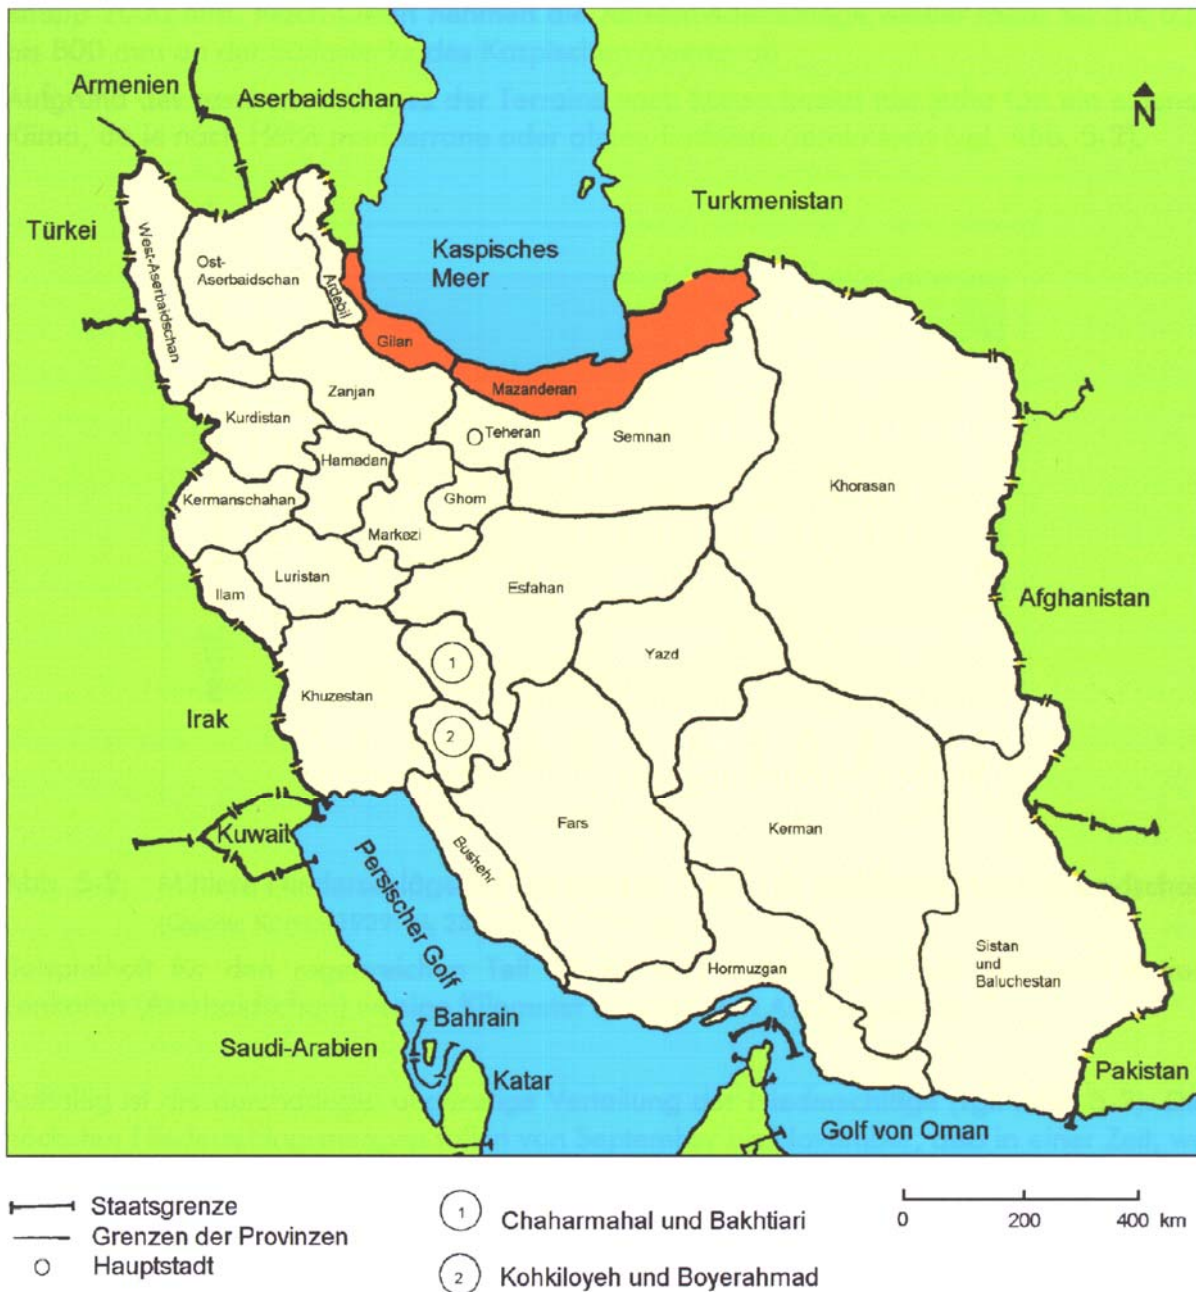 Armenien
Aserbaidschan
N
Türkei
Turkmenistan
Kaspisches
Meer
West-Aserbaidschan
Ost-
Aserbaidschan
Ardebil
Gilan
Mazanderan
Zanjan
Kurdistan
Teheran
Semnan
Hamadan
Khorasan
Kermanschahan
Ghom
Markezi
Luristan
Ilam
Esfahan
Afghanistan
Yazd
1
Khuzestan
Irak
2
Kuwait
Fars
Kerman
Bushehr
Persischer Golf
Sistan
und
Baluchestan
Hormuzgan
Bahrain
Saudi-Arabien
Katar
Pakistan
Golf von Oman
Staatsgrenze
Grenzen der Provinzen
Hauptstadt
1 Chaharmahal und Bakhtiari
2 Kohkiloyeh und Boyerahmad
0 200 400 km